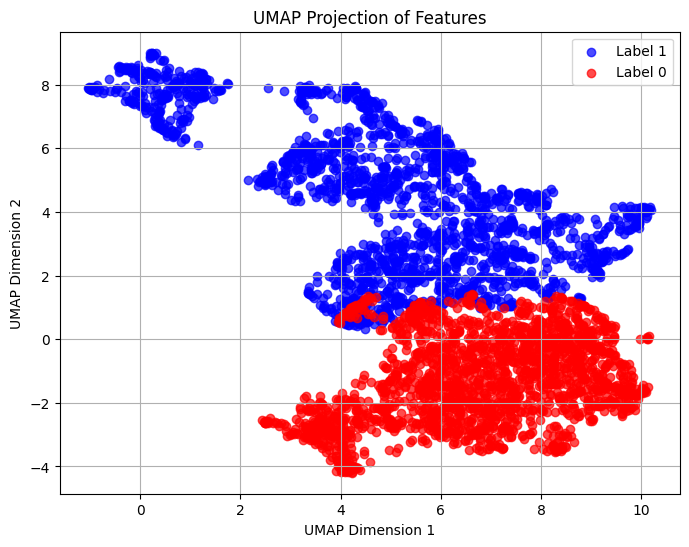 UMAP Projection of Features
Label 1
Label 0
UMAP Dimension 2
8
6
4
2
0
−2
−4
0
2
4
6
8
10
UMAP Dimension 1